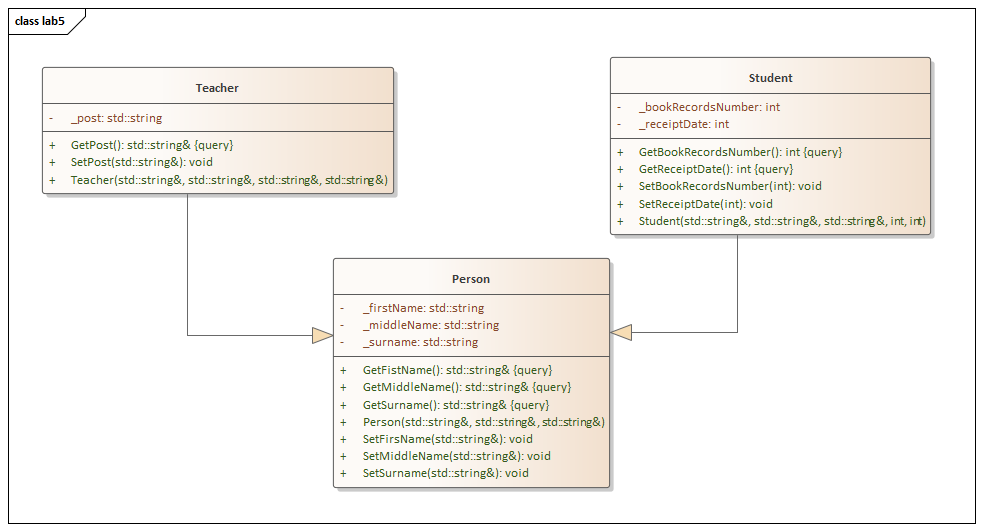 class lab5
Teacher
- _post: std::string
+ GetPost(): std::string& {query}
+ SetPost(std::string&): void
+ Teacher(std::string&, std::string&, std::string&, std:string&)
Student
- _bookRecordsNumber: int
- _receiptDate: int
+ GetBookRecordsNumber(): int {query}
+ GetReceiptDate(): int {query}
+ SetBookRecordsNumber(int): void
+ SetReceiptDate(int): void
+ Student(std::string&, std::string&, std::string&, int, int)
Person
- _firstName: std::string
- _middleName: std::string
- _surname: std::string
+ GetFistName(): std::string& {query}
+ GetMiddleName(): std::string& {query}
+ GetSurname(): std::string& {query}
+ Person(std::string&, std::string&, std::string&)
+ SetFirsName(std::string&): void
+ SetMiddleName(std::string&): void
+ SetSurname(std::string&): void